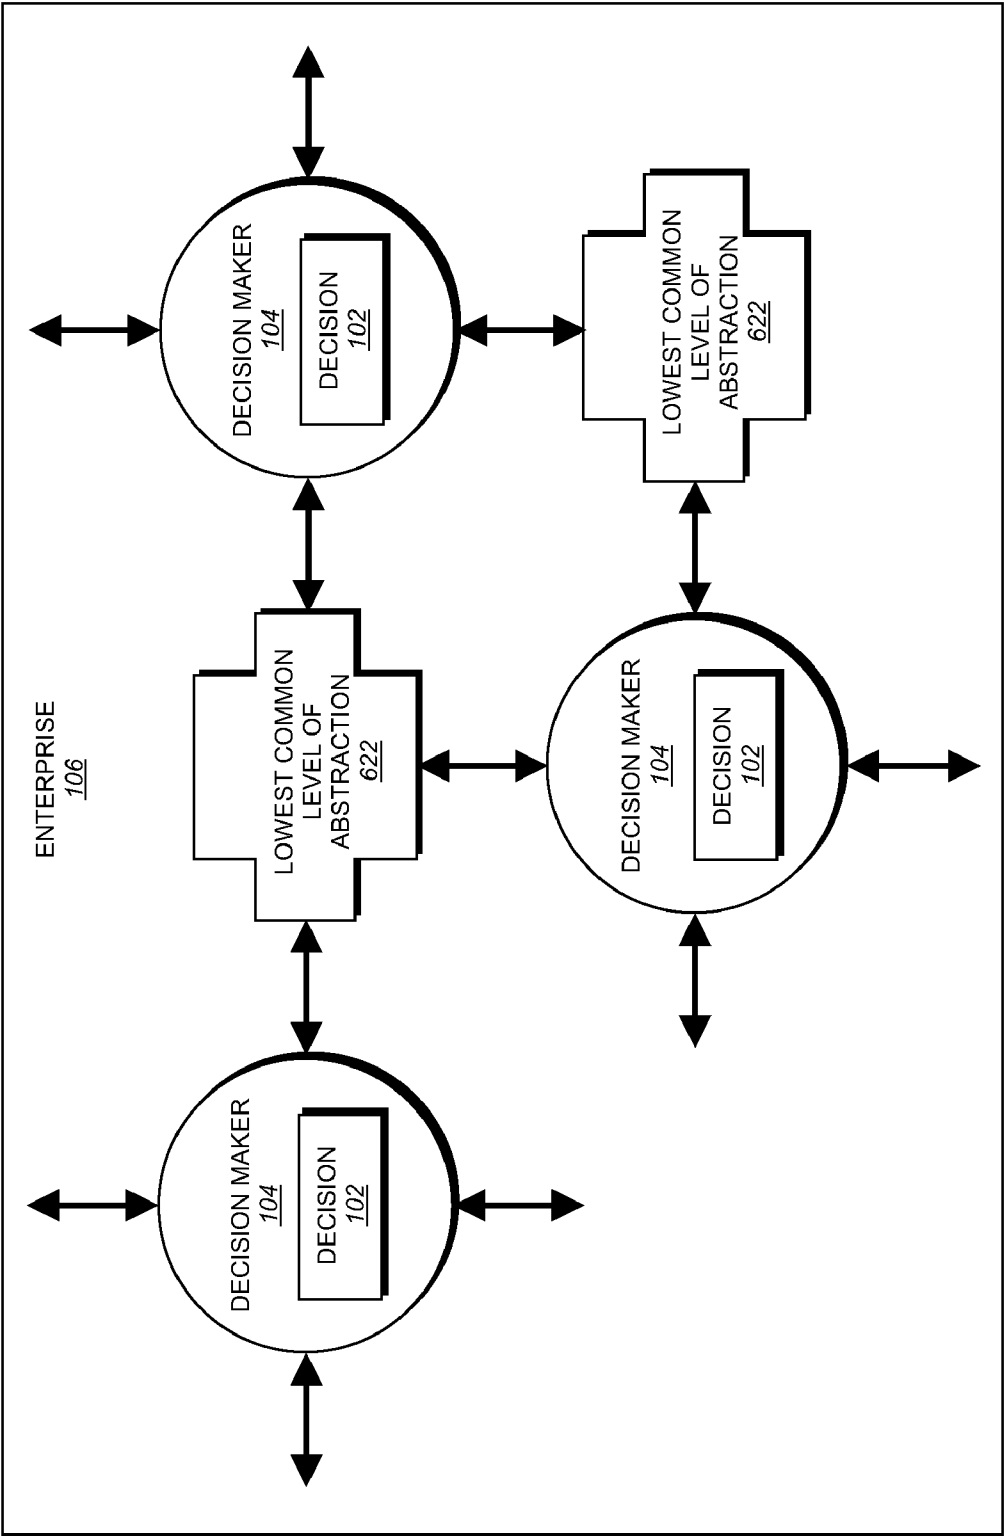 ENTERPRISE
106
DECISION MAKER
104
DECISION
102
LOWEST COMMON
LEVEL OF
ABSTRACTION
622
DECISION MAKER
104
DECISION
102
DECISION MAKER
104
DECISION
102
LOWEST COMMON
LEVEL OF
ABSTRACTION
622